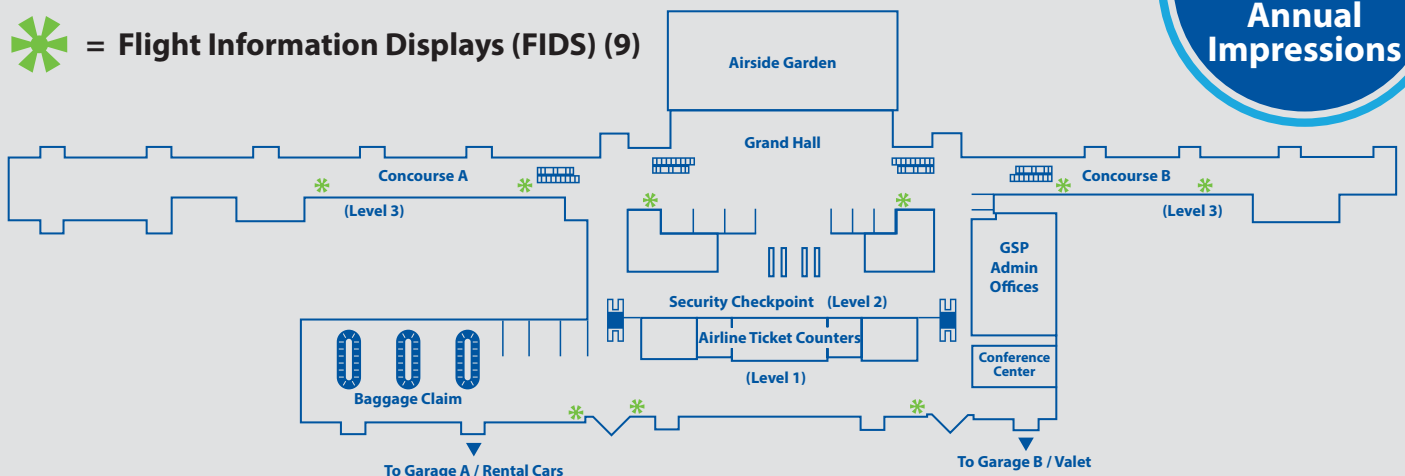 = Flight Information Displays (FIDS) (9)
Annual
Impressions
Airside Garden
Grand Hall
Concourse A
(Level 3)
Concourse B
(Level 3)
GSP
Admin
Offices
Security Checkpoint (Level 2)
Airline Ticket Counters
(Level 1)
Conference
Center
Baggage Claim
To Garage A / Rental Cars
To Garage B / Valet